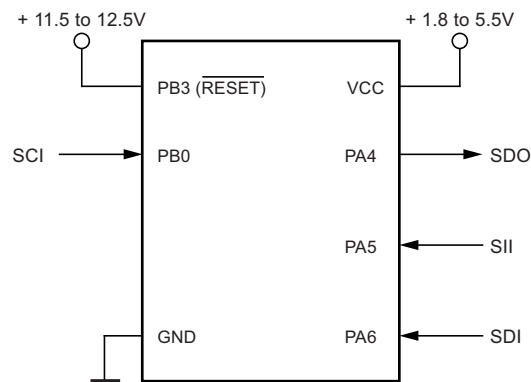 + 11.5 to 12.5V
+ 1.8 to 5.5V
PB3 (RESET)
VCC
SCI
PB0
PA4
SDO
PA5
SII
GND
PA6
SDI